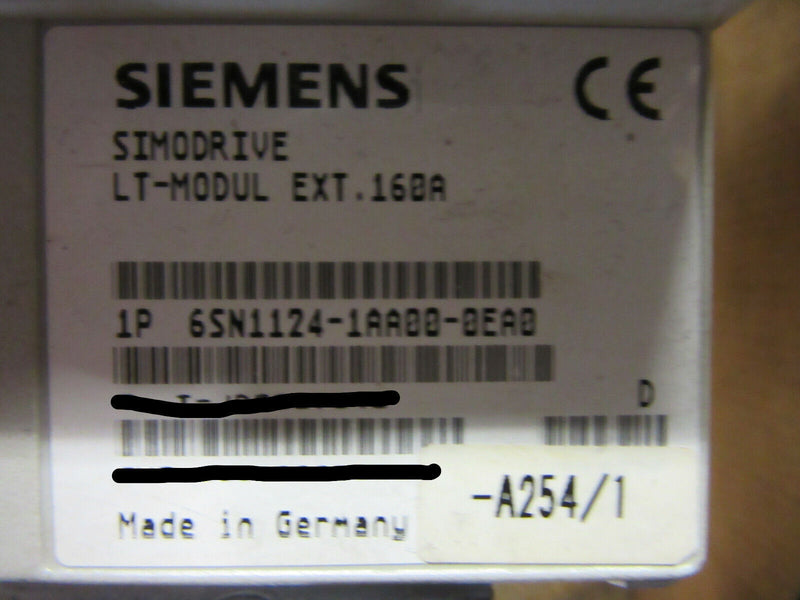 SIEMENS CE
SIMODRIVE
LT-MODUL EXT.160A
1P 6SN1124-1AA00-0EA0
D
-A254/1
Made in Germany